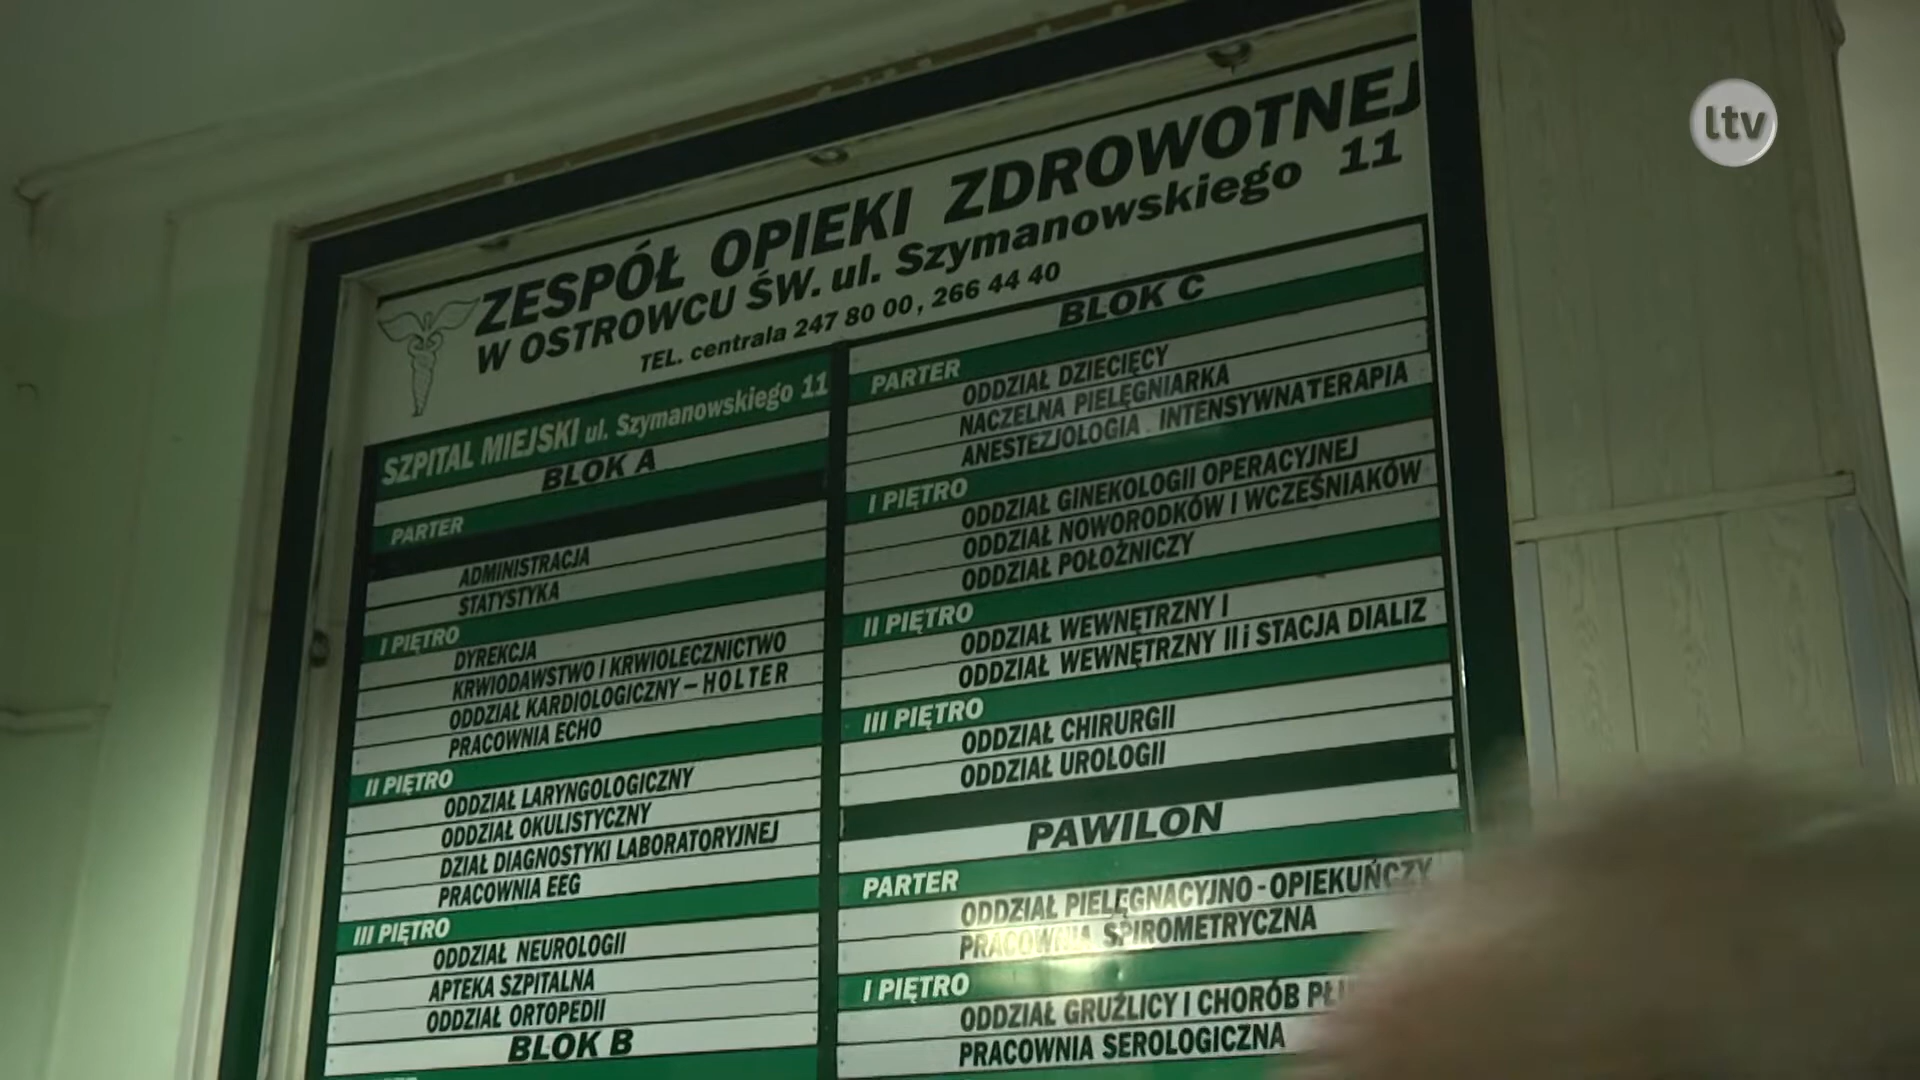 ltv
ZESPÓŁ OPIEKI ZDROWOTNEJ
W OSTROWCU ŚW. ul. Szymanowskiego 11
TEL. centrala 247 80 00, 266 44 40
SZPITAL MIEJSKI ul. Szymanowskiego 11
BLOK A
PARTER
ADMINISTRACJA
STATYSTYKA
I PIĘTRO
DYREKCJA
KRWIODAWSTWO I KRWIOLECZNICTWO
ODDZIAŁ KARDIOLOGICZNY – HOLTER
PRACOWNIA ECHO
II PIĘTRO
ODDZIAŁ LARYNGOLOGICZNY
ODDZIAŁ OKULISTYCZNY
DZIAŁ DIAGNOSTYKI LABORATORYJNEJ
PRACOWNIA EEG
III PIĘTRO
ODDZIAŁ NEUROLOGII
APTEKA SZPITALNA
ODDZIAŁ ORTOPEDII
BLOK B
BLOK C
PARTER
ODDZIAŁ DZIECIĘCY
NACZELNA PIELĘGNIARKA
ANESTEZJOLOGIA . INTENSYWNA TERAPIA
I PIĘTRO
ODDZIAŁ GINEKOLOGII OPERACYJNEJ
ODDZIAŁ NOWORODKÓW I WCZEŚNIAKÓW
ODDZIAŁ POŁOŻNICZY
II PIĘTRO
ODDZIAŁ WEWNĘTRZNY I
ODDZIAŁ WEWNĘTRZNY II i STACJA DIALIZ
III PIĘTRO
ODDZIAŁ CHIRURGII
ODDZIAŁ UROLOGII
PAWILON
PARTER
ODDZIAŁ PIELĘGNACYJNO - OPIEKUŃCZY
PRACOWNIA SPIROMETRYCZNA
I PIĘTRO
ODDZIAŁ GRUŹLICY I CHORÓB
PRACOWNIA SEROLOGICZNA